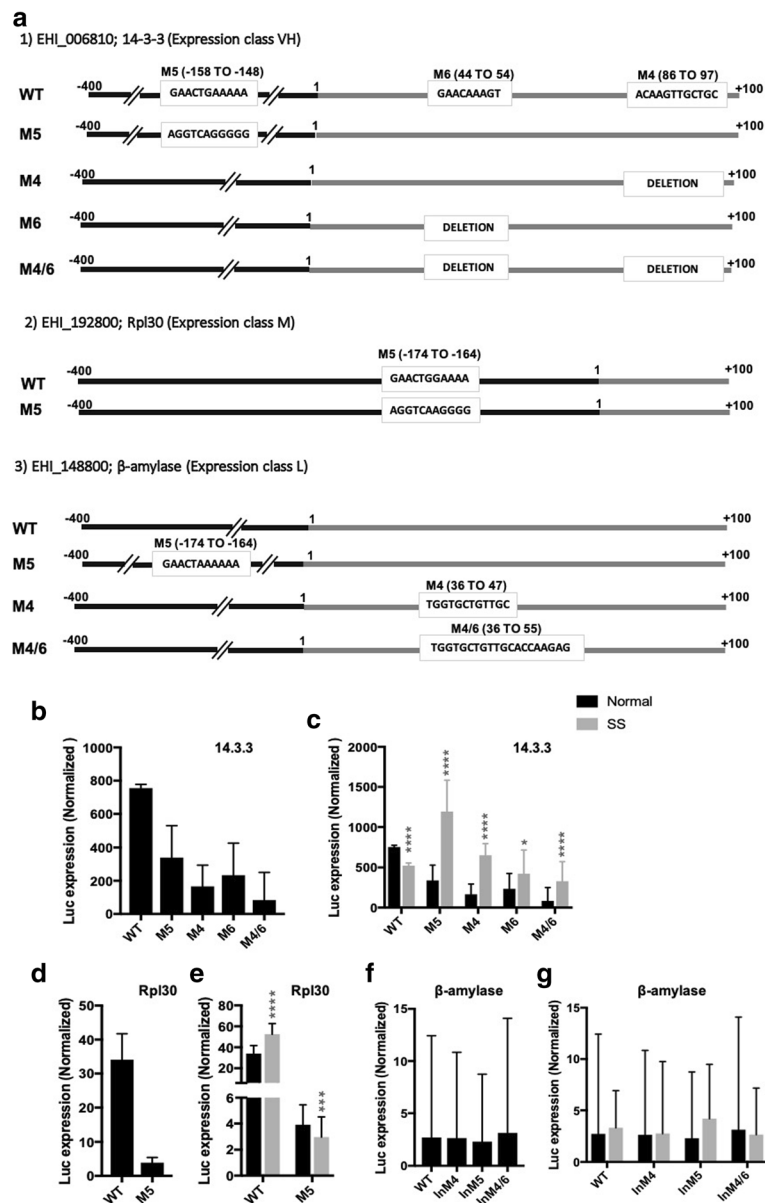 a
1) EHI_006810; 14-3-3 (Expression class VH)
M5 (-158 TO -148) M6 (44 TO 54) M4 (86 TO 97)
WT -400 GAACTGAAAAA 1 GAACAAAGT ACAAGTTGCTGC +100
M5 -400 AGGTCAGGGGG 1 +100
M4 -400 1 DELETION +100
M6 -400 1 DELETION +100
M4/6 -400 1 DELETION DELETION +100
2) EHI_192800; Rpl30 (Expression class M)
M5 (-174 TO -164)
WT -400 GAACTGGAAAA 1 +100
M5 -400 AGGTCAAGGGG 1 +100
3) EHI_148800; β-amylase (Expression class L)
WT -400 1 +100
M5 (-174 TO -164)
M5 -400 GAACTAAAAAA 1 +100
M4 (36 TO 47)
M4 -400 1 TGGTGCTGTTGC +100
M4/6 (36 TO 55)
M4/6 -400 1 TGGTGCTGTTGCACCAAGAG +100
b
14.3.3
Luc expression (Normalized )
1000
800
600
400
200
0
WT M5 M4 M6 M4/6
c
Normal
SS
14.3.3
Luc expression (Normalized)
2000
1500
1000
500
0
**** **** **** * ****
WT M5 M4 M6 M4/6
d
Rpl30
Luc expression (Normalized)
50
40
30
20
10
0
WT M5
e
Rpl30
Luc expression (Normalized)
80
60
40
20
6
4
2
0
**** ***
WT M5
f
β-amylase
Luc expression (Normalized)
15
10
5
0
WT InM4 InM5 InM4/6
g
β-amylase
Luc expression (Normalized)
15
10
5
0
WT InM4 InM5 InM4/6